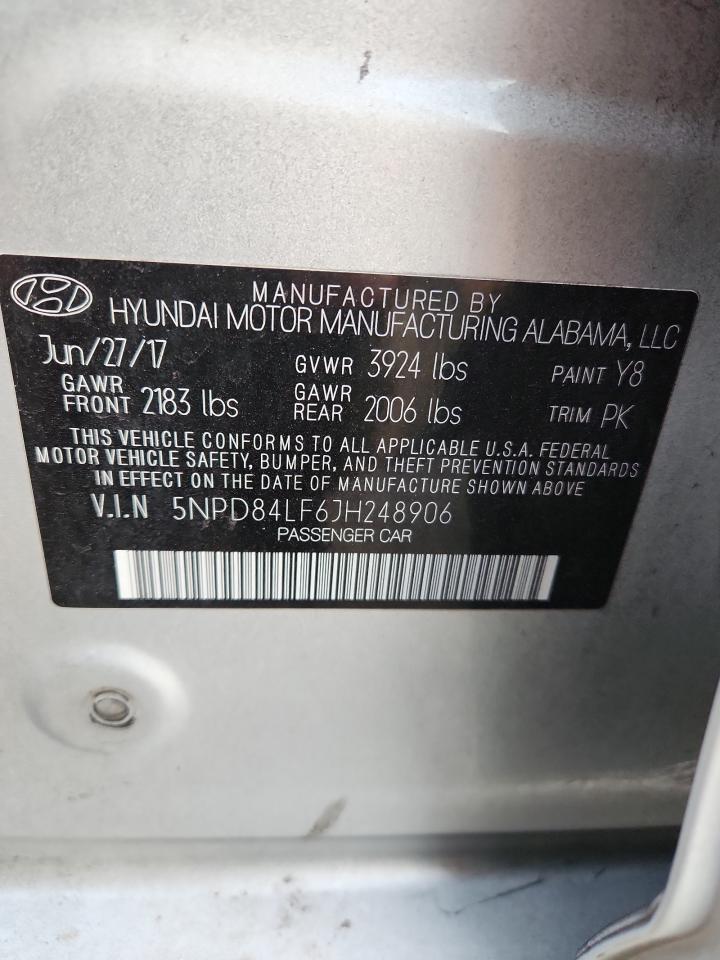 MANUFACTURED BY
HYUNDAI MOTOR MANUFACTURING ALABAMA, LLC
Jun/27/17 GVWR 3924 lbs PAINT Y8
GAWR FRONT 2183 lbs GAWR REAR 2006 lbs TRIM PK
THIS VEHICLE CONFORMS TO ALL APPLICABLE U.S.A. FEDERAL
MOTOR VEHICLE SAFETY, BUMPER, AND THEFT PREVENTION STANDARDS
IN EFFECT ON THE DATE OF MANUFACTURE SHOWN ABOVE
V.I.N 5NPD84LF6JH248906
PASSENGER CAR